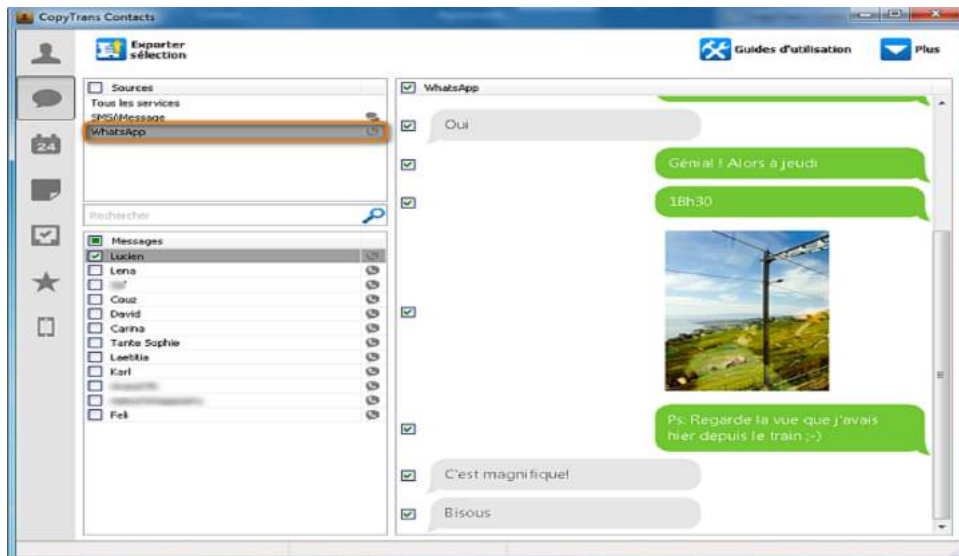 CopyTrans Contacts
Exporter
sélection
Guides d'utilisation
Plus
24
Sources
Tous les services
SMS/iMessage
WhatsApp
Rechercher
Messages
Lucien
Lena
Couz
David
Carina
Tante Sophie
Laetitia
Karl
Feli
WhatsApp
Oui
Génial ! Alors à jeudi
18h30
Ps: Regarde la vue que j'avais
hier depuis le train ;-)
C'est magnifique!
Bisous